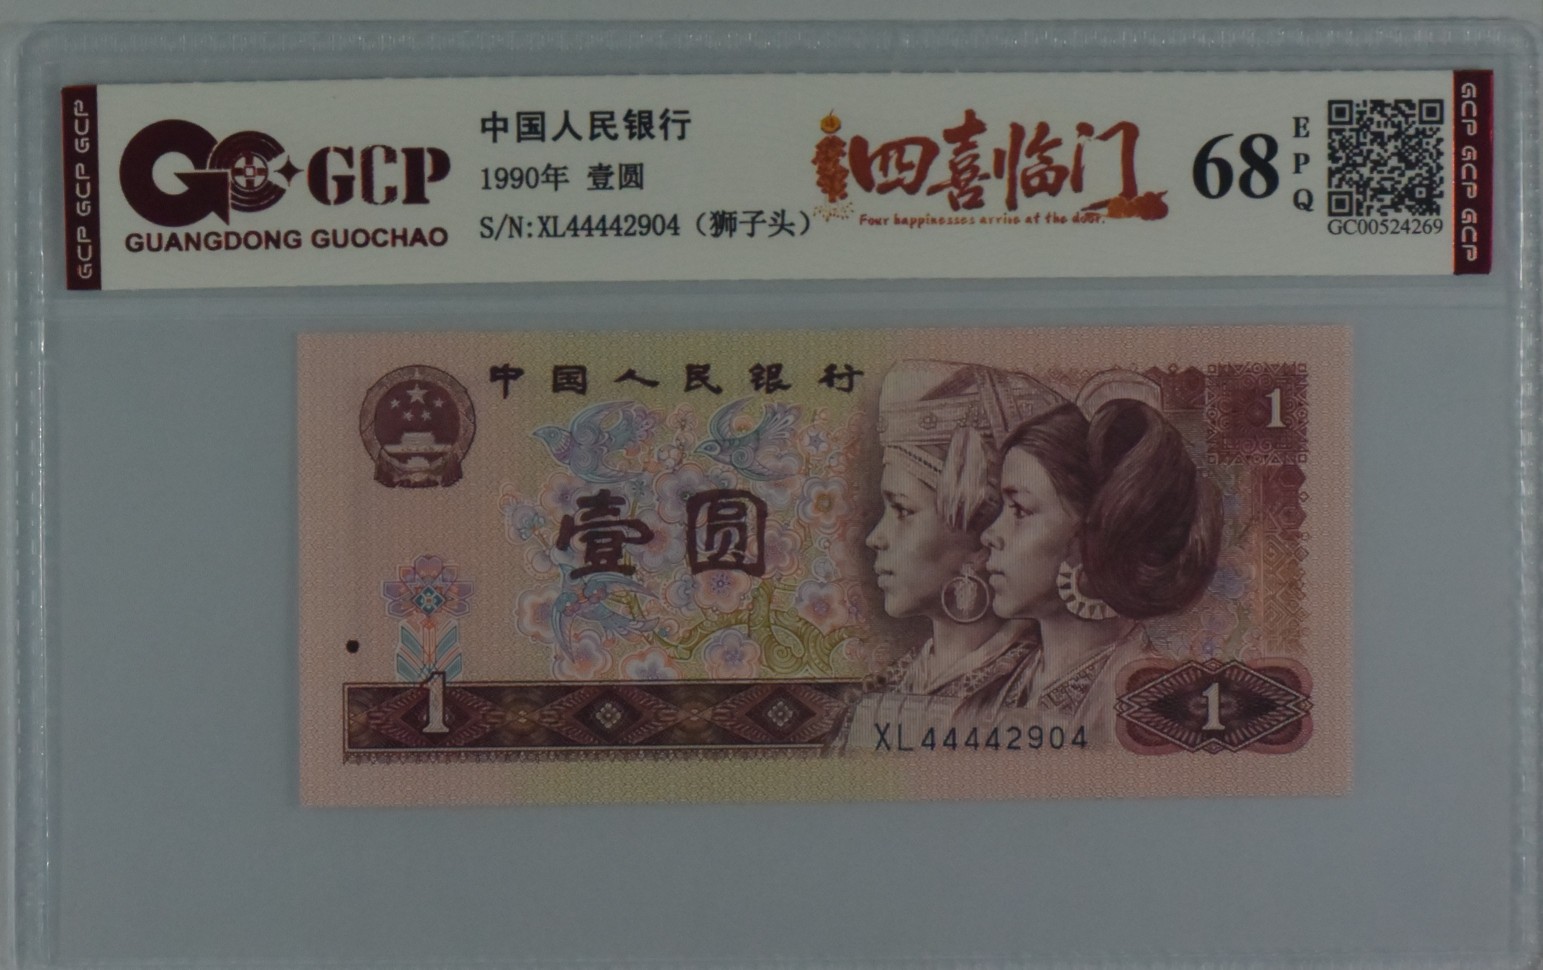 GCP GCP GCP
GCP
GUANGDONG GUOCHAO
中国人民银行
1990年 壹圆
S/N:XL44442904（狮子头）
四喜临门
Four happinesses arrive at the door.
68
EPQ
GC00524269
GCP GCP GCP
中国人民银行
1
壹圆
1
XL44442904
1